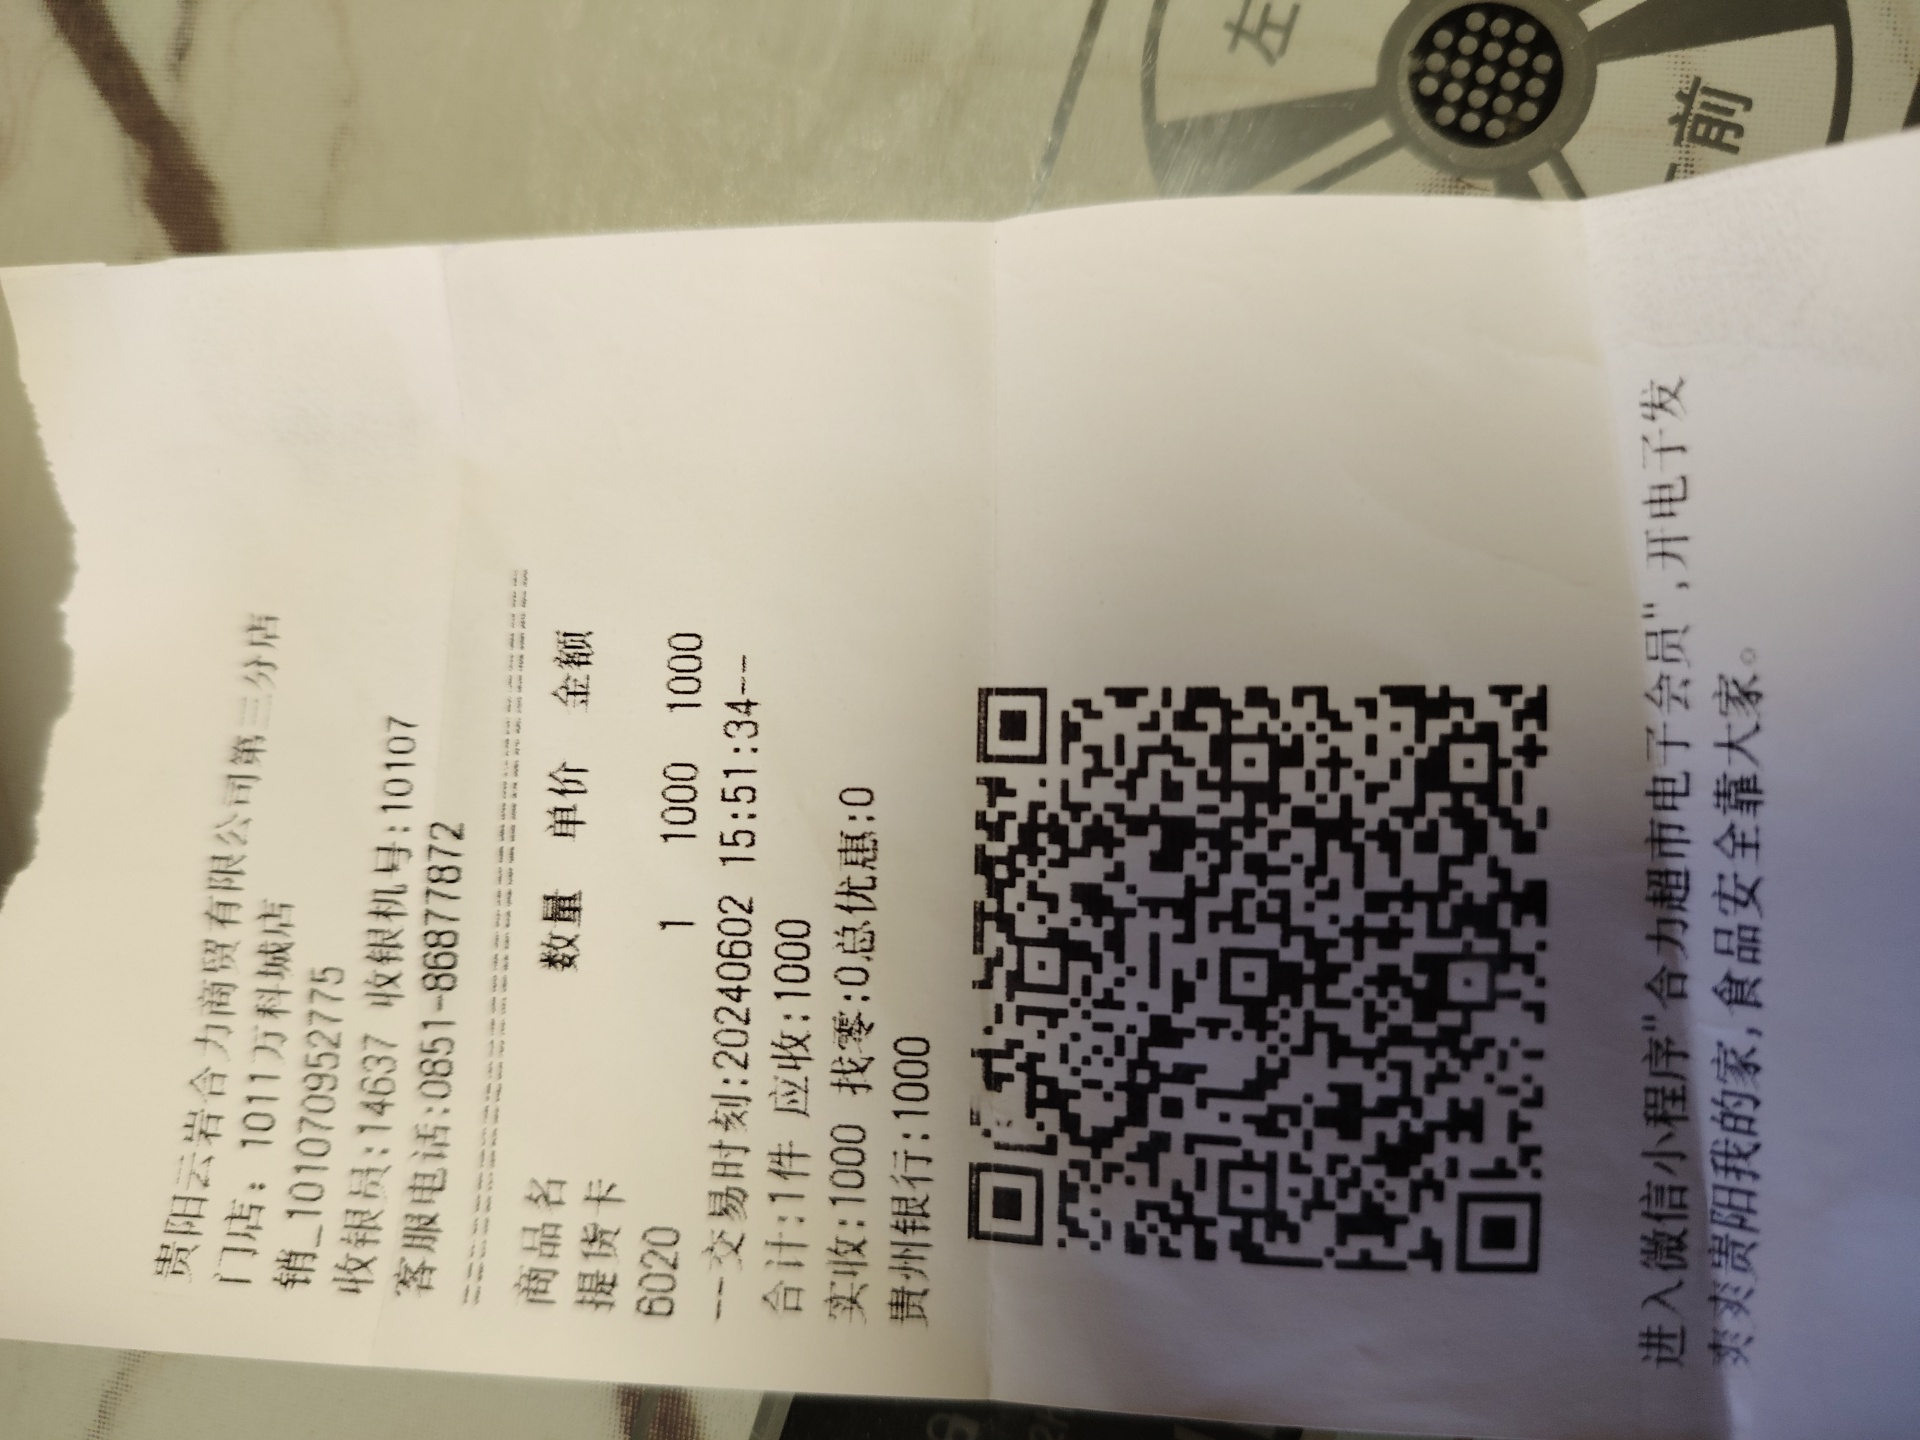 贵阳云岩合力商贸有限公司第三分店
门店：1011万科城店
销_1010709952775
收银员:14637 收银机号:10107
客服电话:0851-86877872
商品名 数量 单价 金额
提货卡
6020 1 1000 1000
--交易时刻:20240602 15:51:34--
合计:1件 应收:1000
实收:1000 找零:0总优惠:0
贵州银行:1000
进入微信小程序"合力超市电子会员",开电子发
爽爽贵阳我的家,食品安全靠大家。
左
前